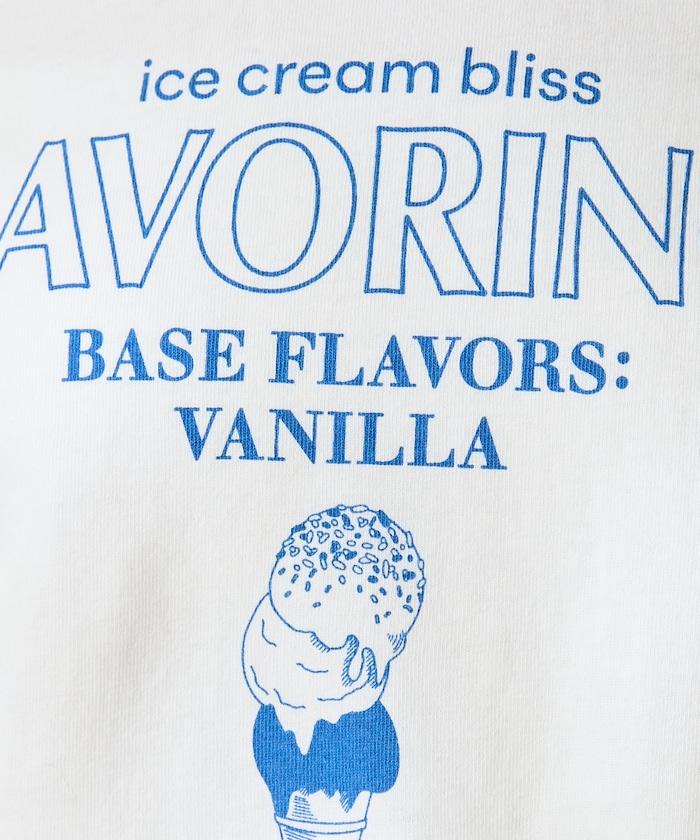 ice cream bliss
AVORIN
BASE FLAVORS:
VANILLA